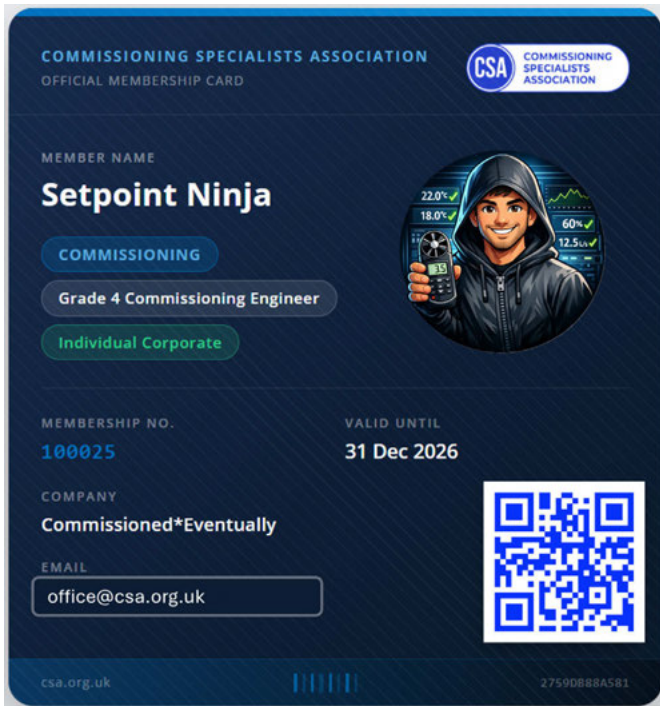 COMMISSIONING SPECIALISTS ASSOCIATION
OFFICIAL MEMBERSHIP CARD
CSA
COMMISSIONING
SPECIALISTS
ASSOCIATION
MEMBER NAME
Setpoint Ninja
COMMISSIONING
Grade 4 Commissioning Engineer
Individual Corporate
22.0°c
18.0°c
60%
12.5 L/s
35
MEMBERSHIP NO.
100025
VALID UNTIL
31 Dec 2026
COMPANY
Commissioned*Eventually
EMAIL
office@csa.org.uk
csa.org.uk
2759DB88A581